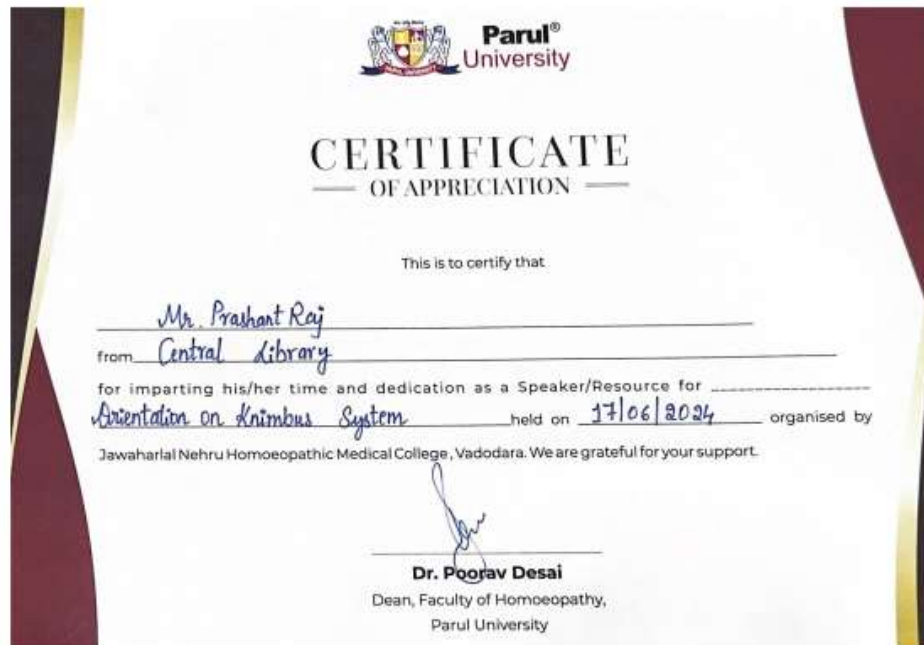 Parul®
University
CERTIFICATE
OF APPRECIATION
This is to certify that
Mr. Prashant Raj
from Central Library
for imparting his/her time and dedication as a Speaker/Resource for
Orientation on Knimbus System held on 17/06/2024 organised by
Jawaharlal Nehru Homoeopathic Medical College, Vadodara. We are grateful for your support.
Dr. Poorav Desai
Dean, Faculty of Homoeopathy,
Parul University